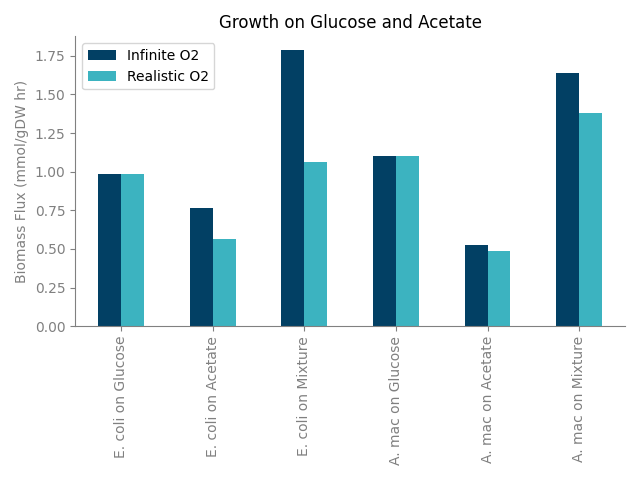 Growth on Glucose and Acetate
Infinite O2
Realistic O2
Biomass Flux (mmol/gDW hr)
1.75
1.50
1.25
1.00
0.75
0.50
0.25
0.00
E. coli on Glucose
E. coli on Acetate
E. coli on Mixture
A. mac on Glucose
A. mac on Acetate
A. mac on Mixture